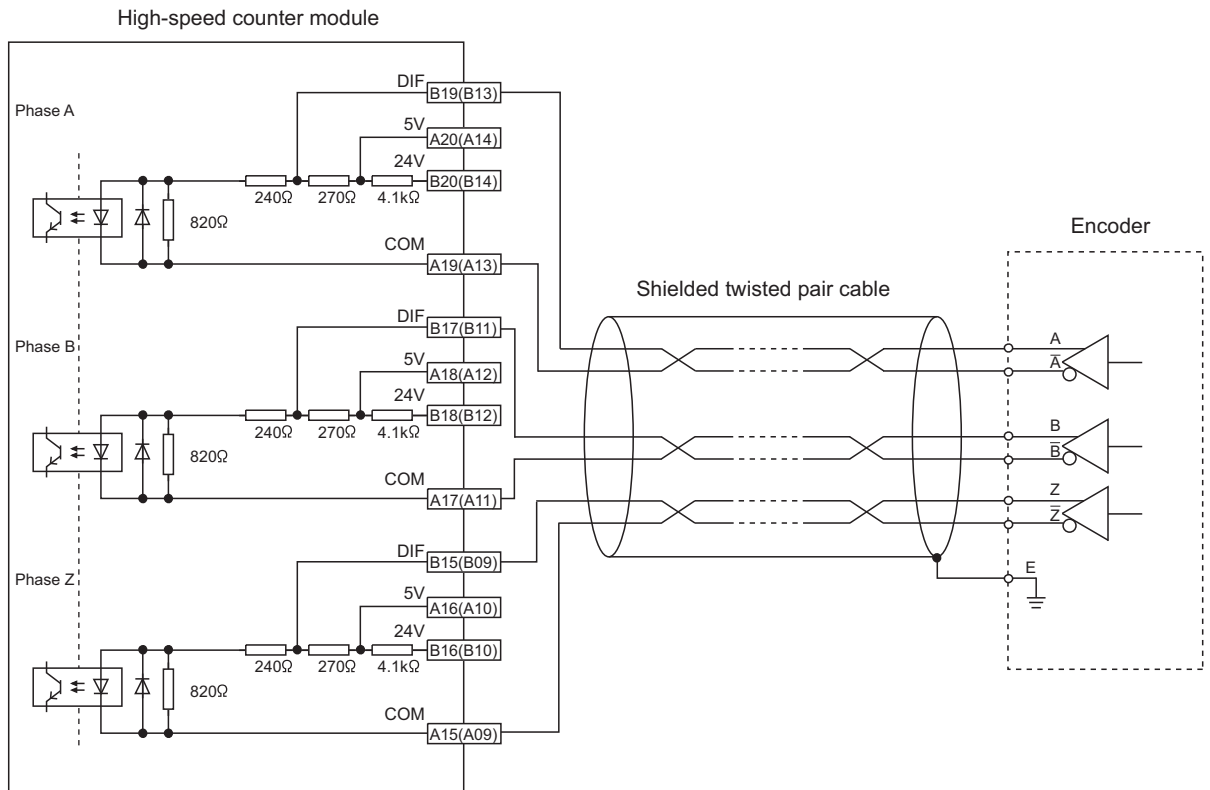 High-speed counter module
Phase A
DIF
B19(B13)
5V
A20(A14)
24V
B20(B14)
240Ω
270Ω
4.1kΩ
820Ω
COM
A19(A13)
Phase B
DIF
B17(B11)
5V
A18(A12)
24V
B18(B12)
240Ω
270Ω
4.1kΩ
820Ω
COM
A17(A11)
Phase Z
DIF
B15(B09)
5V
A16(A10)
24V
B16(B10)
240Ω
270Ω
4.1kΩ
820Ω
COM
A15(A09)
Shielded twisted pair cable
Encoder
A
A̅
B
B̅
Z
Z̅
E